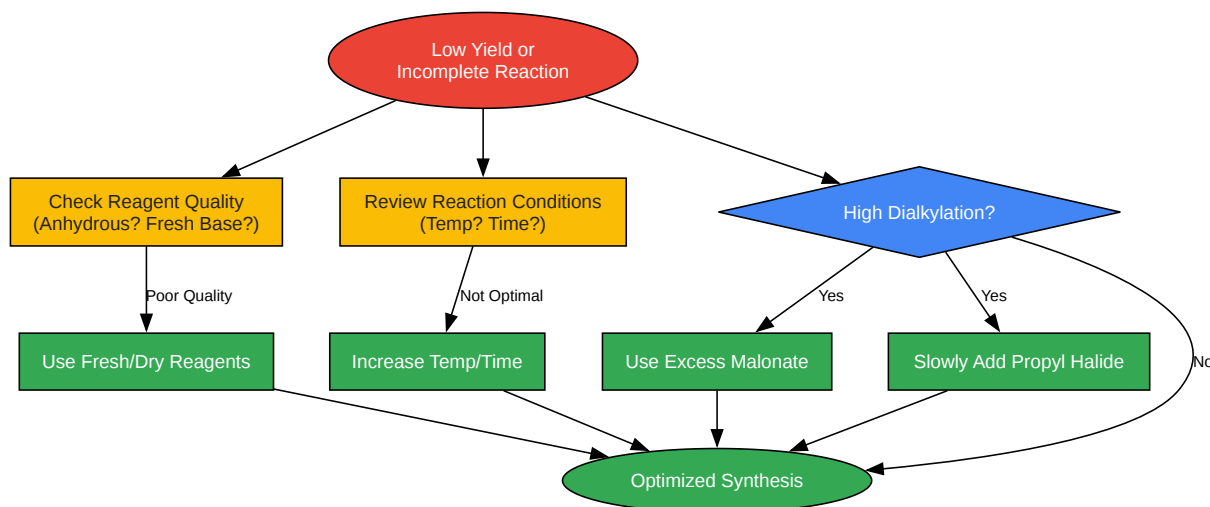 Low Yield or
Incomplete Reaction
Check Reagent Quality
(Anhydrous? Fresh Base?)
Review Reaction Conditions
(Temp? Time?)
High Dialkylation?
Poor Quality
Not Optimal
Yes
Yes
No
Use Fresh/Dry Reagents
Increase Temp/Time
Use Excess Malonate
Slowly Add Propyl Halide
Optimized Synthesis